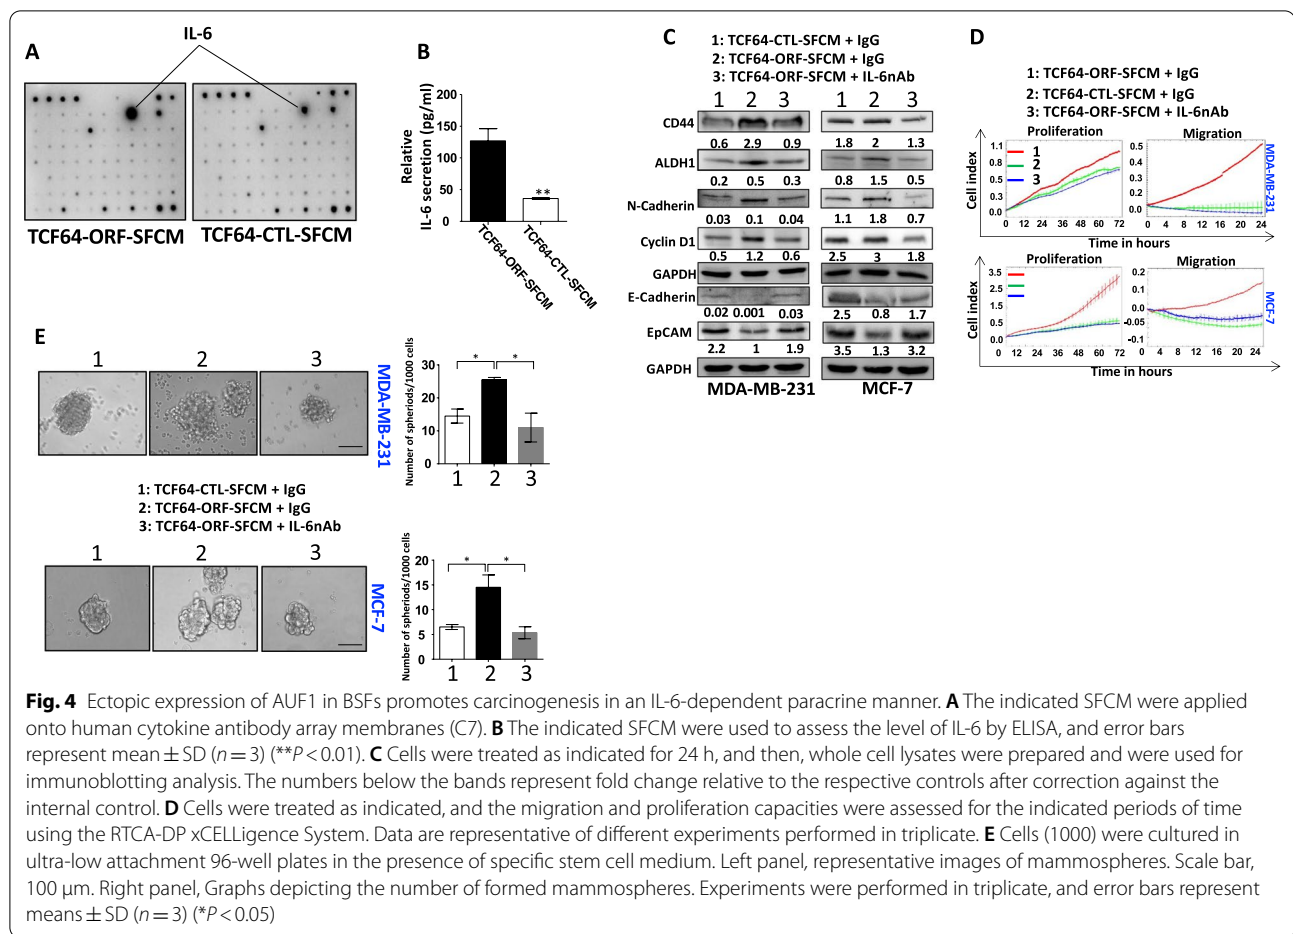 IL-6
A
TCF64-ORF-SFCM
TCF64-CTL-SFCM
B
Relative
IL-6 secretion (pg/ml)
200
150
100
50
0
**
TCF64-ORF-SFCM
TCF64-CTL-SFCM
C
1: TCF64-CTL-SFCM + IgG
2: TCF64-ORF-SFCM + IgG
3: TCF64-ORF-SFCM + IL-6nAb
1 2 3 1 2 3
CD44
0.6 2.9 0.9 1.8 2 1.3
ALDH1
0.2 0.5 0.3 0.8 1.5 0.5
N-Cadherin
0.03 0.1 0.04 1.1 1.8 0.7
Cyclin D1
0.5 1.2 0.6 2.5 3 1.8
GAPDH
E-Cadherin
0.02 0.001 0.03 2.5 0.8 1.7
EpCAM
2.2 1 1.9 3.5 1.3 3.2
GAPDH
MDA-MB-231 MCF-7
D
1: TCF64-ORF-SFCM + IgG
2: TCF64-CTL-SFCM + IgG
3: TCF64-ORF-SFCM + IL-6nAb
Proliferation Migration
Cell index
1.1
0.8
0.5
0.3
0.0
1
2
3
0 12 24 36 48 60 72
0.5
0.4
0.3
0.2
0.1
0.0
0 4 8 12 16 20 24
MDA-MB-231
Time in hours
Proliferation Migration
Cell index
3.5
2.5
1.5
0.5
0 12 24 36 48 60 72
0.2
0.1
0.0
-0.05
-0.1
0 4 8 12 16 20 24
MCF-7
Time in hours
E
1 2 3
MDA-MB-231
Number of spheriods/1000 cells
30
20
10
0
* *
1 2 3
1: TCF64-CTL-SFCM + IgG
2: TCF64-ORF-SFCM + IgG
3: TCF64-ORF-SFCM + IL-6nAb
1 2 3
MCF-7
Number of spheriods/1000 cells
20
15
10
5
0
* *
1 2 3
Fig. 4 Ectopic expression of AUF1 in BSFs promotes carcinogenesis in an IL-6-dependent paracrine manner. A The indicated SFCM were applied
onto human cytokine antibody array membranes (C7). B The indicated SFCM were used to assess the level of IL-6 by ELISA, and error bars
represent mean ± SD (n = 3) (**P < 0.01). C Cells were treated as indicated for 24 h, and then, whole cell lysates were prepared and were used for
immunoblotting analysis. The numbers below the bands represent fold change relative to the respective controls after correction against the
internal control. D Cells were treated as indicated, and the migration and proliferation capacities were assessed for the indicated periods of time
using the RTCA-DP xCELLigence System. Data are representative of different experiments performed in triplicate. E Cells (1000) were cultured in
ultra-low attachment 96-well plates in the presence of specific stem cell medium. Left panel, representative images of mammospheres. Scale bar,
100 μm. Right panel, Graphs depicting the number of formed mammospheres. Experiments were performed in triplicate, and error bars represent
means ± SD (n = 3) (*P < 0.05)